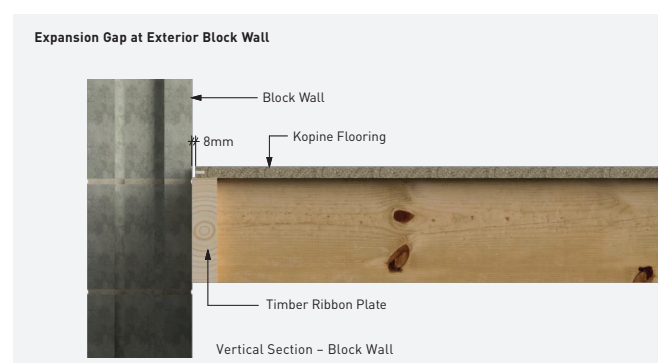 Expansion Gap at Exterior Block Wall
Block Wall
8mm
Kopine Flooring
Timber Ribbon Plate
Vertical Section – Block Wall